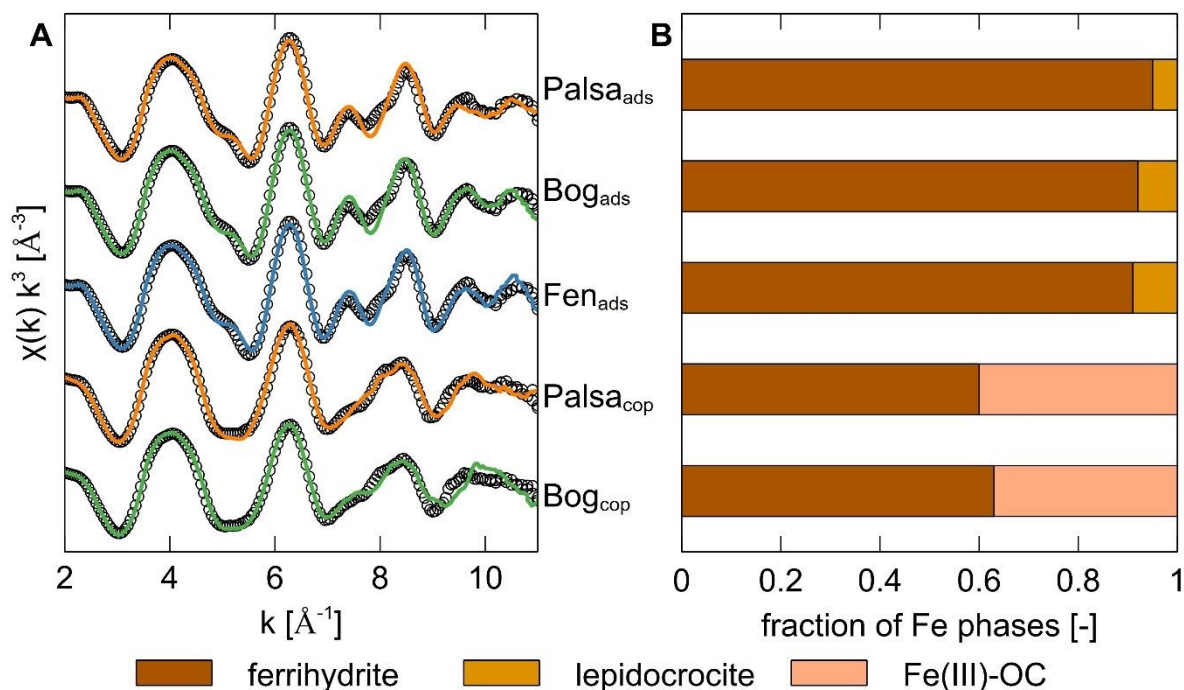 A
B
Palsa_ads
Bog_ads
Fen_ads
Palsa_cop
Bog_cop
χ(k) k³ [Å⁻³]
2 4 6 8 10
k [Å⁻¹]
0 0.2 0.4 0.6 0.8 1
fraction of Fe phases [-]
ferrihydrite lepidocrocite Fe(III)-OC